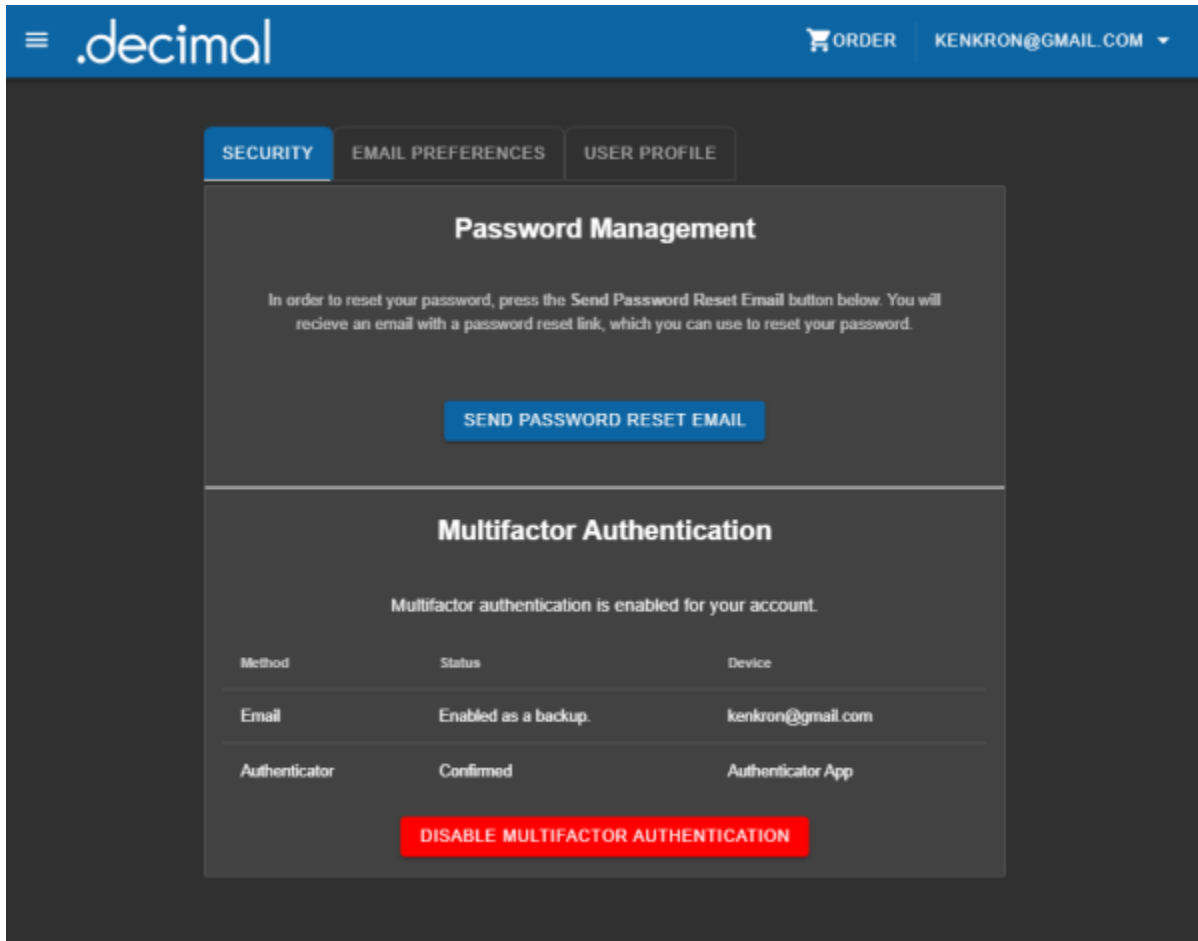 .decimal
ORDER
KENKRON@GMAIL.COM
SECURITY
EMAIL PREFERENCES
USER PROFILE
Password Management
In order to reset your password, press the Send Password Reset Email button below. You will
recieve an email with a password reset link, which you can use to reset your password.
SEND PASSWORD RESET EMAIL
Multifactor Authentication
Multifactor authentication is enabled for your account.
Method Status Device
Email Enabled as a backup. kenkron@gmail.com
Authenticator Confirmed Authenticator App
DISABLE MULTIFACTOR AUTHENTICATION